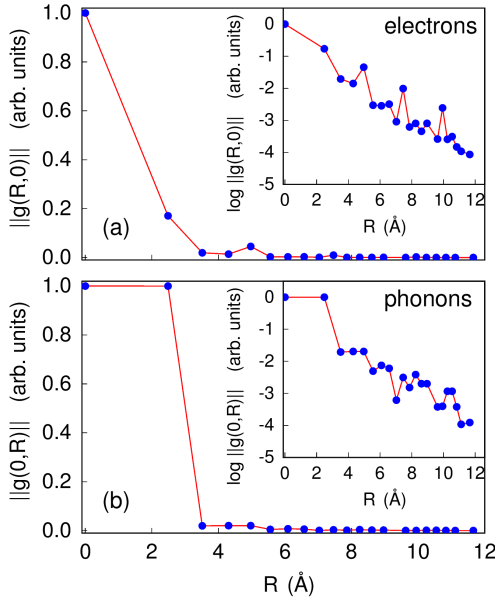 electrons
||g(R,0)|| (arb. units)
1.0
0.8
0.6
0.4
0.2
0.0
(a)
log ||g(R,0)|| (arb. units)
0
-1
-2
-3
-4
-5
0 2 4 6 8 10 12
R (Å)
phonons
||g(0,R)|| (arb. units)
1.0
0.8
0.6
0.4
0.2
0.0
(b)
log ||g(0,R)|| (arb. units)
0
-1
-2
-3
-4
-5
0 2 4 6 8 10 12
R (Å)
0 2 4 6 8 10 12
R (Å)